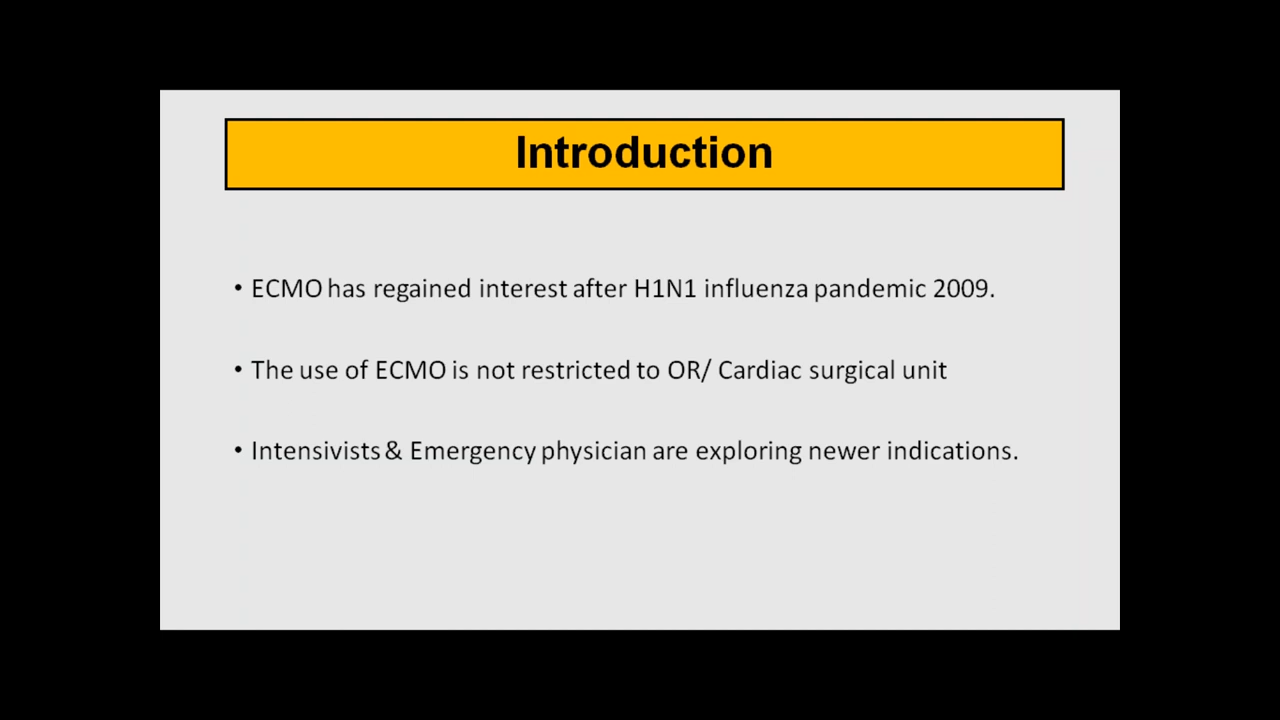 Introduction
• ECMO has regained interest after H1N1 influenza pandemic 2009.
• The use of ECMO is not restricted to OR/ Cardiac surgical unit
• Intensivists & Emergency physician are exploring newer indications.